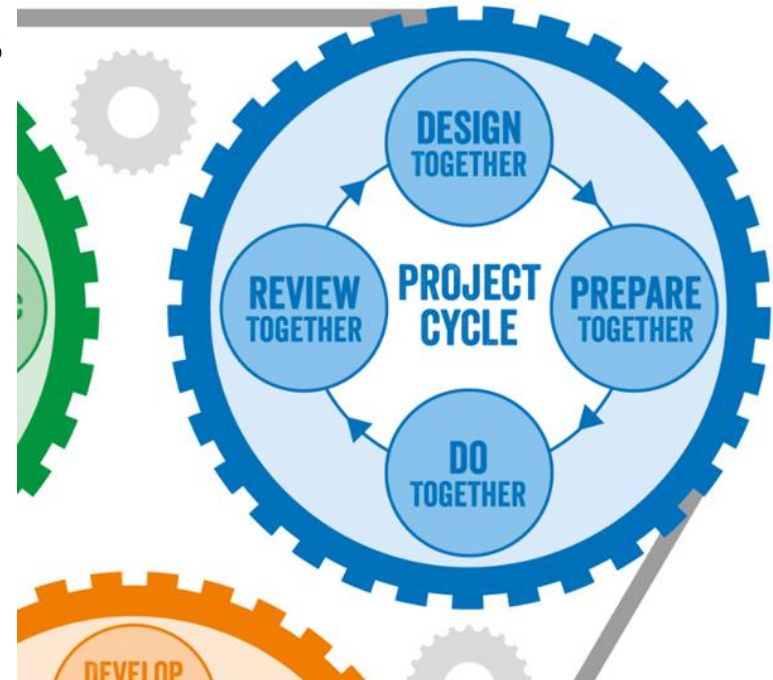 DESIGN
TOGETHER
REVIEW
TOGETHER
PROJECT
CYCLE
PREPARE
TOGETHER
DO
TOGETHER
DEVELOP